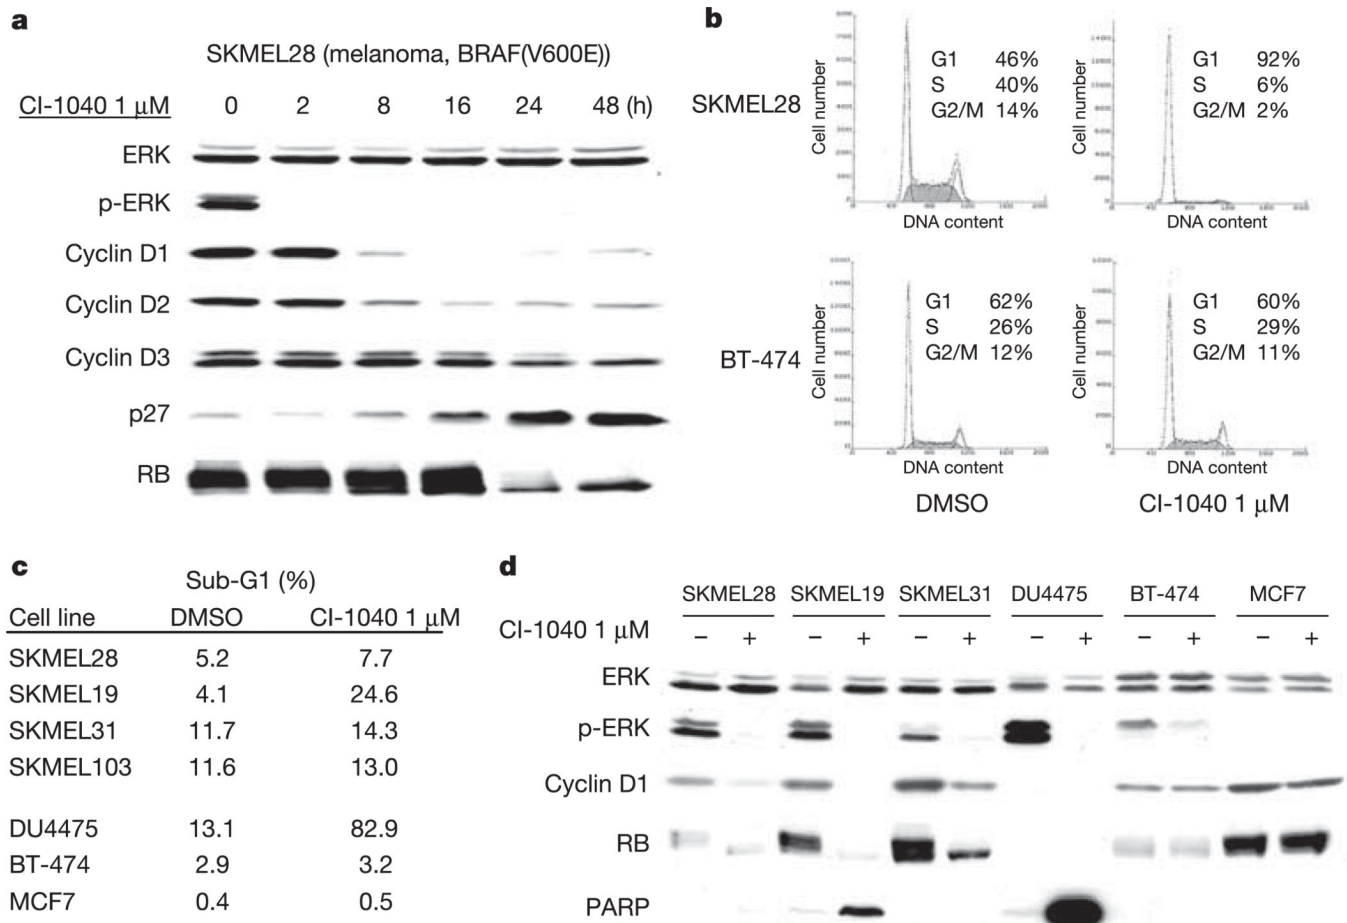 a
SKMEL28 (melanoma, BRAF(V600E))
CI-1040 1 μM 0 2 8 16 24 48 (h)
ERK
p-ERK
Cyclin D1
Cyclin D2
Cyclin D3
p27
RB
b
SKMEL28
Cell number
G1 46%
S 40%
G2/M 14%
DNA content
Cell number
G1 92%
S 6%
G2/M 2%
DNA content
BT-474
Cell number
G1 62%
S 26%
G2/M 12%
DNA content
Cell number
G1 60%
S 29%
G2/M 11%
DNA content
DMSO CI-1040 1 μM
c
Sub-G1 (%)
Cell line DMSO CI-1040 1 μM
SKMEL28 5.2 7.7
SKMEL19 4.1 24.6
SKMEL31 11.7 14.3
SKMEL103 11.6 13.0
DU4475 13.1 82.9
BT-474 2.9 3.2
MCF7 0.4 0.5
d
SKMEL28 SKMEL19 SKMEL31 DU4475 BT-474 MCF7
CI-1040 1 μM − + − + − + − + − + − +
ERK
p-ERK
Cyclin D1
RB
PARP